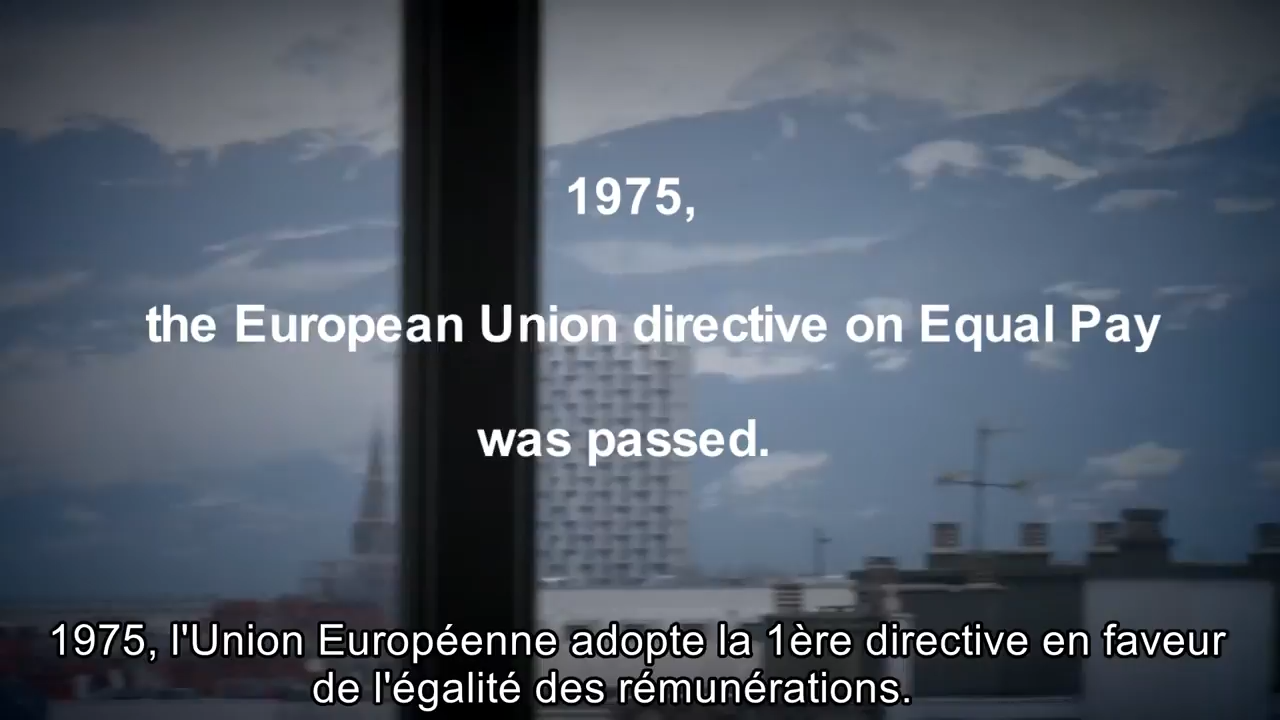 1975,
the European Union directive on Equal Pay
was passed.
1975, l'Union Européenne adopte la 1ère directive en faveur
de l'égalité des rémunérations.